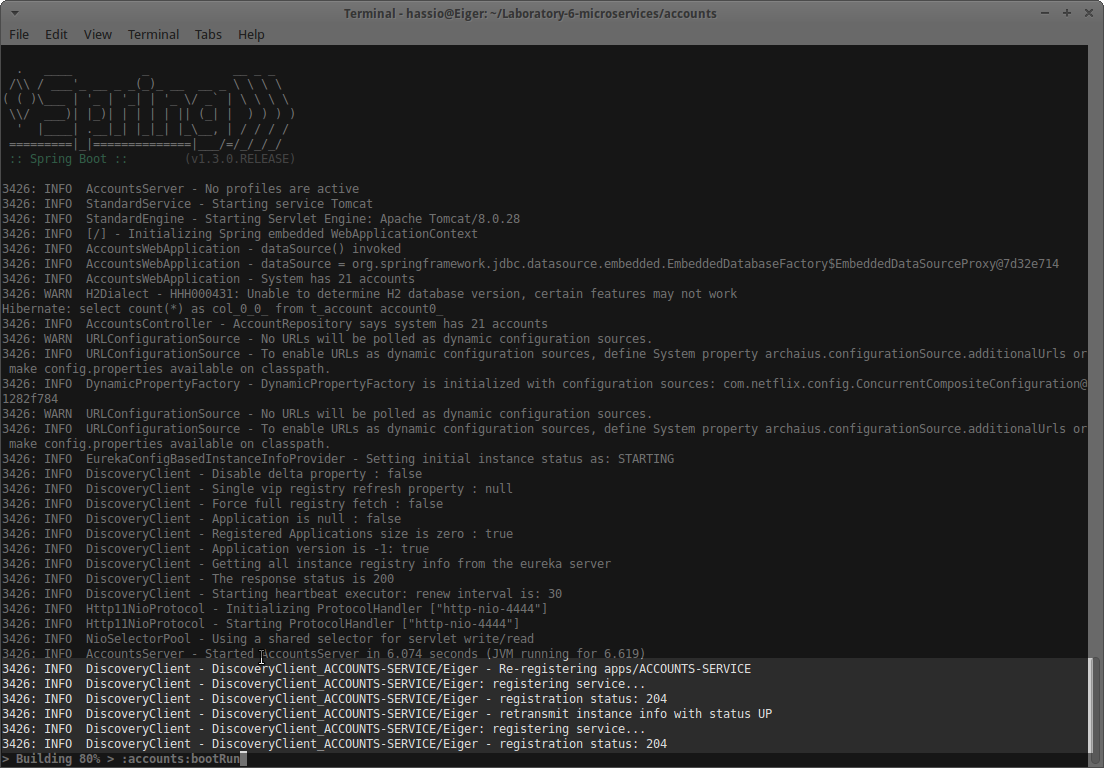 Terminal - hassio@Eiger: ~/Laboratory-6-microservices/accounts
File Edit View Terminal Tabs Help
  .   ____          _            __ _ _
 /\\ / ___'_ __ _ _(_)_ __  __ _ \ \ \ \
( ( )\___ | '_ | '_| | '_ \/ _` | \ \ \ \
 \\/  ___)| |_)| | | | | || (_| |  ) ) ) )
  '  |____| .__|_| |_|_| |_\__, | / / / /
 =========|_|==============|___/=/_/_/_/
 :: Spring Boot ::        (v1.3.0.RELEASE)
3426: INFO  AccountsServer - No profiles are active
3426: INFO  StandardService - Starting service Tomcat
3426: INFO  StandardEngine - Starting Servlet Engine: Apache Tomcat/8.0.28
3426: INFO  [/] - Initializing Spring embedded WebApplicationContext
3426: INFO  AccountsWebApplication - dataSource() invoked
3426: INFO  AccountsWebApplication - dataSource = org.springframework.jdbc.datasource.embedded.EmbeddedDatabaseFactory$EmbeddedDataSourceProxy@7d32e714
3426: INFO  AccountsWebApplication - System has 21 accounts
3426: WARN  H2Dialect - HHH000431: Unable to determine H2 database version, certain features may not work
Hibernate: select count(*) as col_0_0_ from t_account account0_
3426: INFO  AccountsController - AccountRepository says system has 21 accounts
3426: WARN  URLConfigurationSource - No URLs will be polled as dynamic configuration sources.
3426: INFO  URLConfigurationSource - To enable URLs as dynamic configuration sources, define System property archaius.configurationSource.additionalUrls or
 make config.properties available on classpath.
3426: INFO  DynamicPropertyFactory - DynamicPropertyFactory is initialized with configuration sources: com.netflix.config.ConcurrentCompositeConfiguration@
1282f784
3426: WARN  URLConfigurationSource - No URLs will be polled as dynamic configuration sources.
3426: INFO  URLConfigurationSource - To enable URLs as dynamic configuration sources, define System property archaius.configurationSource.additionalUrls or
 make config.properties available on classpath.
3426: INFO  EurekaConfigBasedInstanceInfoProvider - Setting initial instance status as: STARTING
3426: INFO  DiscoveryClient - Disable delta property : false
3426: INFO  DiscoveryClient - Single vip registry refresh property : null
3426: INFO  DiscoveryClient - Force full registry fetch : false
3426: INFO  DiscoveryClient - Application is null : false
3426: INFO  DiscoveryClient - Registered Applications size is zero : true
3426: INFO  DiscoveryClient - Application version is -1: true
3426: INFO  DiscoveryClient - Getting all instance registry info from the eureka server
3426: INFO  DiscoveryClient - The response status is 200
3426: INFO  DiscoveryClient - Starting heartbeat executor: renew interval is: 30
3426: INFO  Http11NioProtocol - Initializing ProtocolHandler ["http-nio-4444"]
3426: INFO  Http11NioProtocol - Starting ProtocolHandler ["http-nio-4444"]
3426: INFO  NioSelectorPool - Using a shared selector for servlet write/read
3426: INFO  AccountsServer - Started AccountsServer in 6.074 seconds (JVM running for 6.619)
3426: INFO  DiscoveryClient - DiscoveryClient_ACCOUNTS-SERVICE/Eiger - Re-registering apps/ACCOUNTS-SERVICE
3426: INFO  DiscoveryClient - DiscoveryClient_ACCOUNTS-SERVICE/Eiger: registering service...
3426: INFO  DiscoveryClient - DiscoveryClient_ACCOUNTS-SERVICE/Eiger - registration status: 204
3426: INFO  DiscoveryClient - DiscoveryClient_ACCOUNTS-SERVICE/Eiger - retransmit instance info with status UP
3426: INFO  DiscoveryClient - DiscoveryClient_ACCOUNTS-SERVICE/Eiger: registering service...
3426: INFO  DiscoveryClient - DiscoveryClient_ACCOUNTS-SERVICE/Eiger - registration status: 204
> Building 80% > :accounts:bootRun